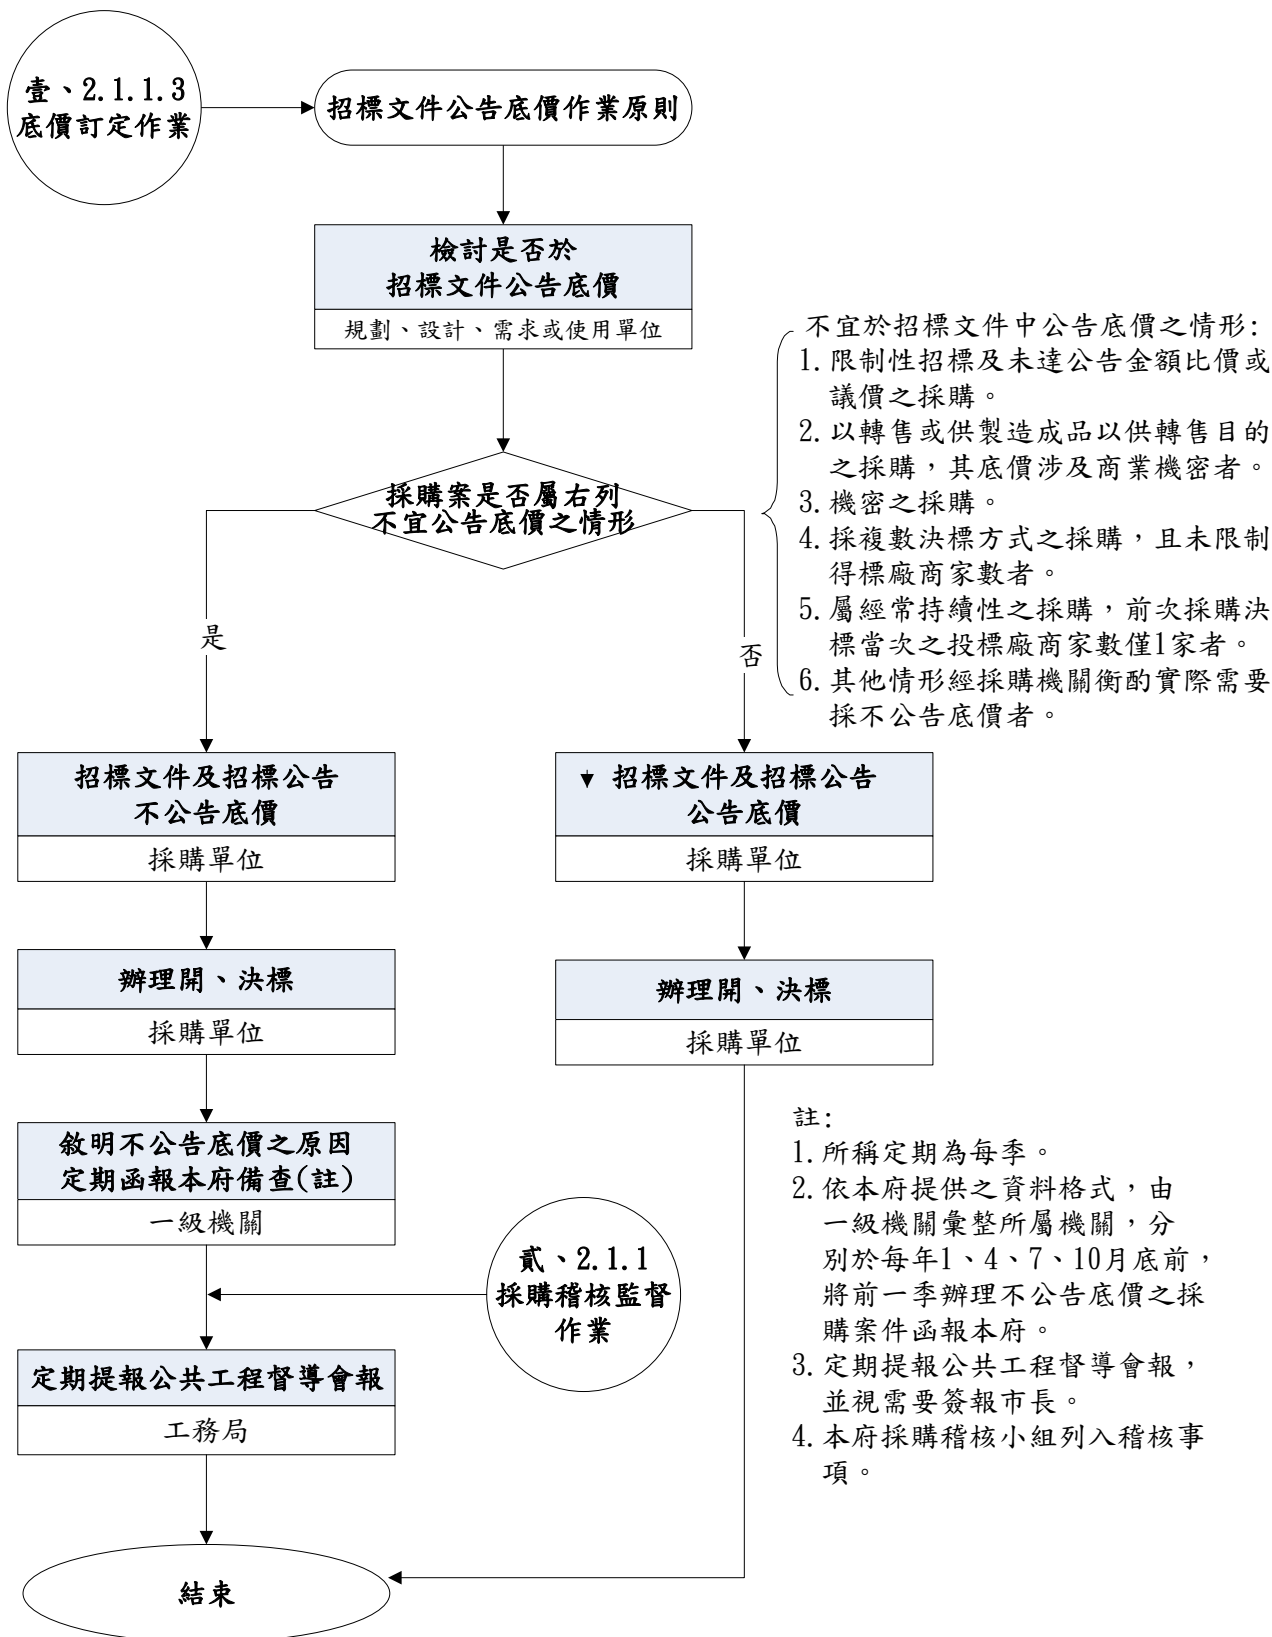 壹、2.1.1.3
底價訂定作業
招標文件公告底價作業原則
檢討是否於
招標文件公告底價
規劃、設計、需求或使用單位
採購案是否屬右列
不宜公告底價之情形
不宜於招標文件中公告底價之情形:
1.限制性招標及未達公告金額比價或
議價之採購。
2.以轉售或供製造成品以供轉售目的
之採購，其底價涉及商業機密者。
3.機密之採購。
4.採複數決標方式之採購，且未限制
得標廠商家數者。
5.屬經常持續性之採購，前次採購決
標當次之投標廠商家數僅1家者。
6.其他情形經採購機關衡酌實際需要
採不公告底價者。
是
否
招標文件及招標公告
不公告底價
採購單位
辦理開、決標
採購單位
敘明不公告底價之原因
定期函報本府備查(註)
一級機關
貳、2.1.1
採購稽核監督
作業
定期提報公共工程督導會報
工務局
▼ 招標文件及招標公告
公告底價
採購單位
辦理開、決標
採購單位
註:
1.所稱定期為每季。
2.依本府提供之資料格式，由
一級機關彙整所屬機關，分
別於每年1、4、7、10月底前，
將前一季辦理不公告底價之採
購案件函報本府。
3.定期提報公共工程督導會報，
並視需要簽報市長。
4.本府採購稽核小組列入稽核事
項。
結束